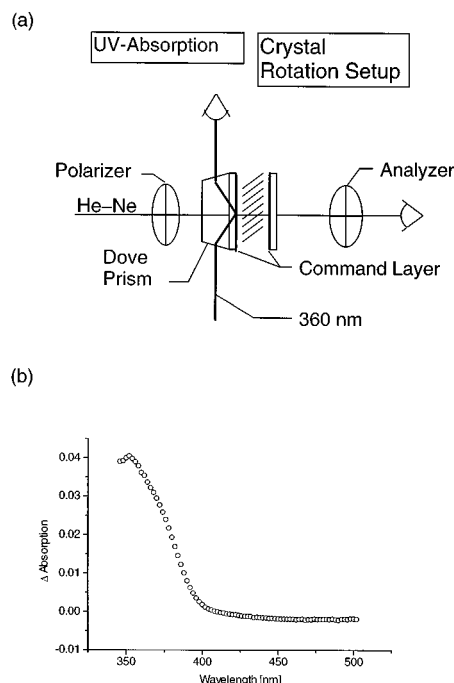 (a)
UV-Absorption
Crystal
Rotation Setup
Polarizer
Analyzer
He–Ne
Dove
Prism
Command Layer
360 nm
(b)
0.04
0.03
0.02
0.01
0.00
-0.01
Δ Absorption
350
400
450
500
Wavelength [nm]